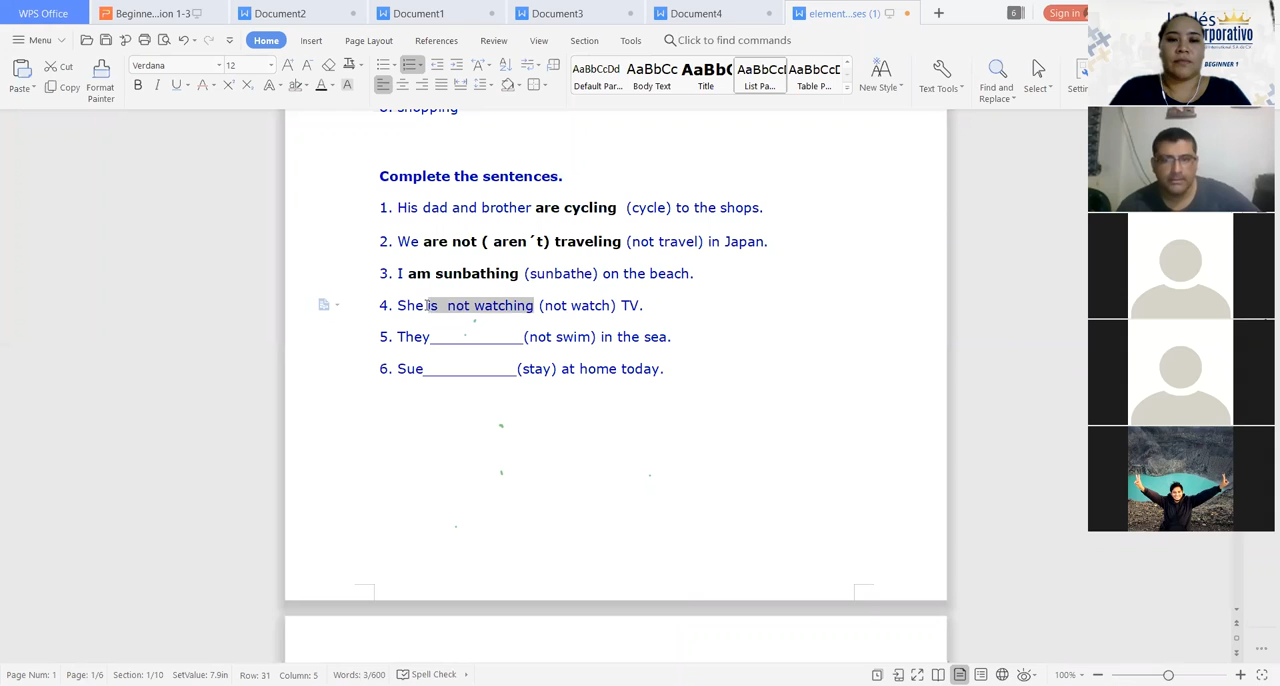 WPS Office
Beginne...ion 1-3
Document2
Document1
Document3
Document4
element...ses (1)
6
Sign in
Menu
Home
Insert
Page Layout
References
Review
View
Section
Tools
Click to find commands
Paste
Cut
Copy
Format
Painter
Verdana
12
AaBbCcDd
Default Par...
AaBbCc
Body Text
AaBb
Title
List Pa...
Table P...
New Style
Text Tools
Find and
Replace
Select
BEGINNER 1
Complete the sentences.
1. His dad and brother are cycling (cycle) to the shops.
2. We are not ( aren´t) traveling (not travel) in Japan.
3. I am sunbathing (sunbathe) on the beach.
4. She is not watching (not watch) TV.
5. They___________(not swim) in the sea.
6. Sue___________(stay) at home today.
Page Num: 1
Page: 1/6
Section: 1/10
SetValue: 7.9in
Row: 31
Column: 5
Words: 3/600
Spell Check
100%